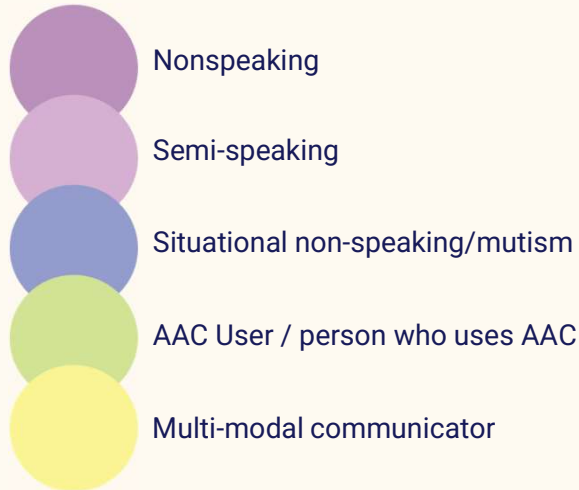 Nonspeaking
Semi-speaking
Situational non-speaking/mutism
AAC User / person who uses AAC
Multi-modal communicator